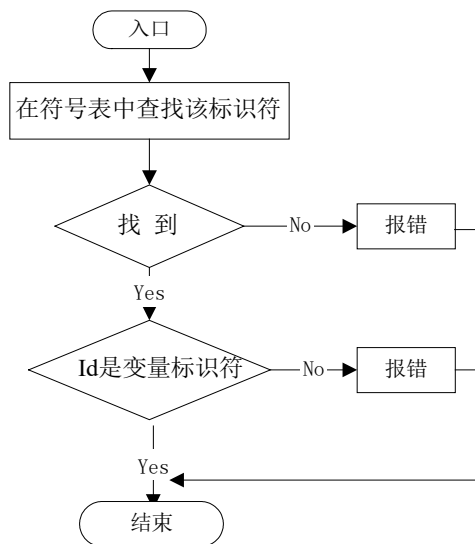 入口
在符号表中查找该标识符
找 到
No
报错
Yes
Id是变量标识符
No
报错
Yes
结束